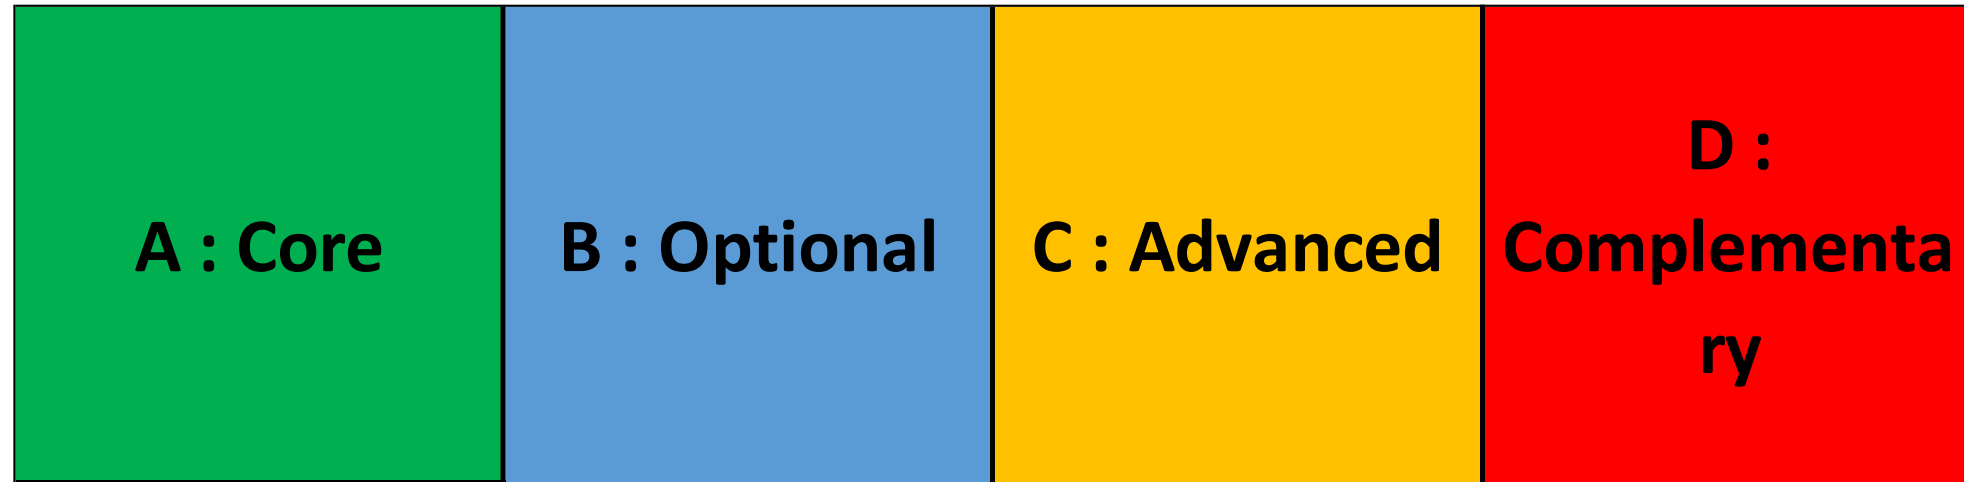 A : Core
B : Optional
C : Advanced
D :
Complementa
ry